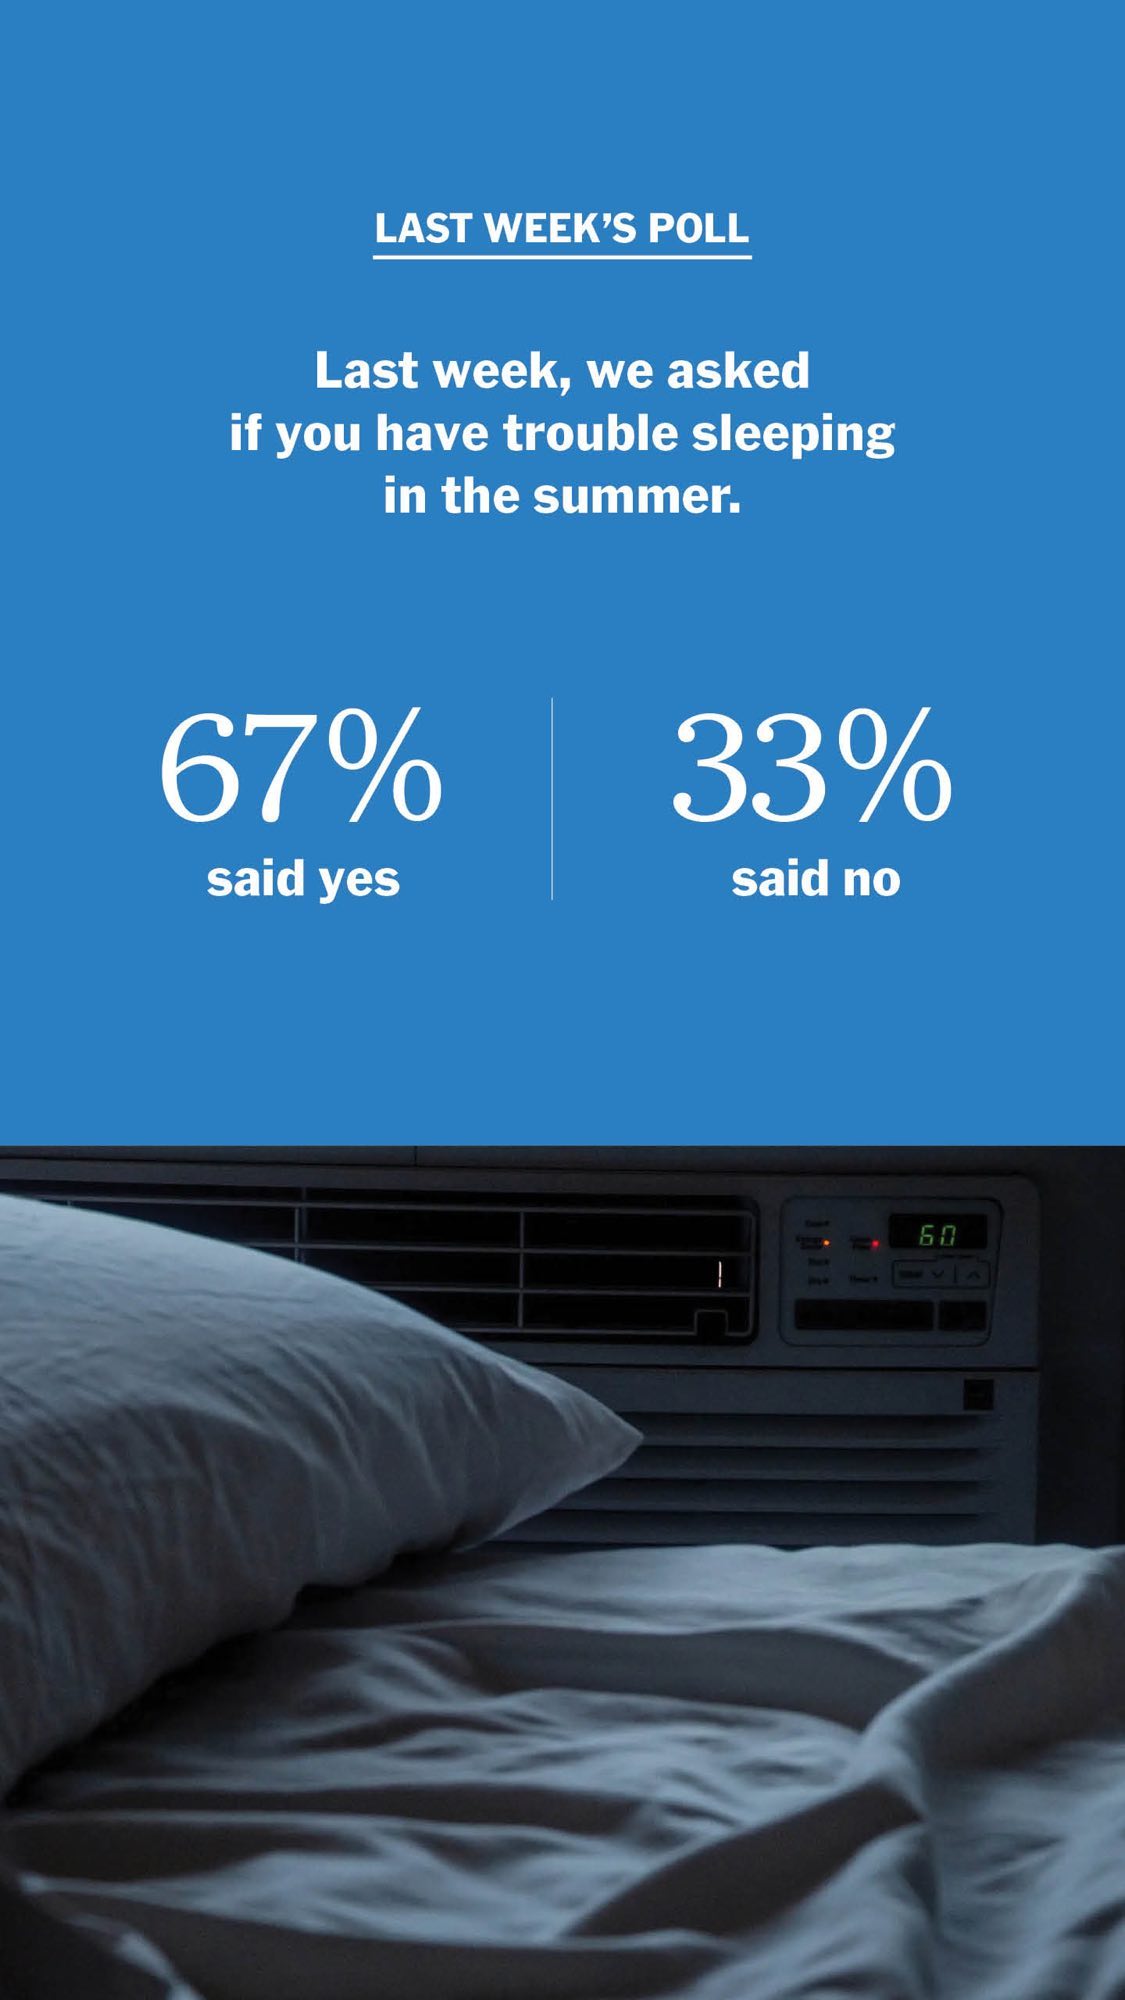 LAST WEEK’S POLL
Last week, we asked
if you have trouble sleeping
in the summer.
67%
said yes
33%
said no
60